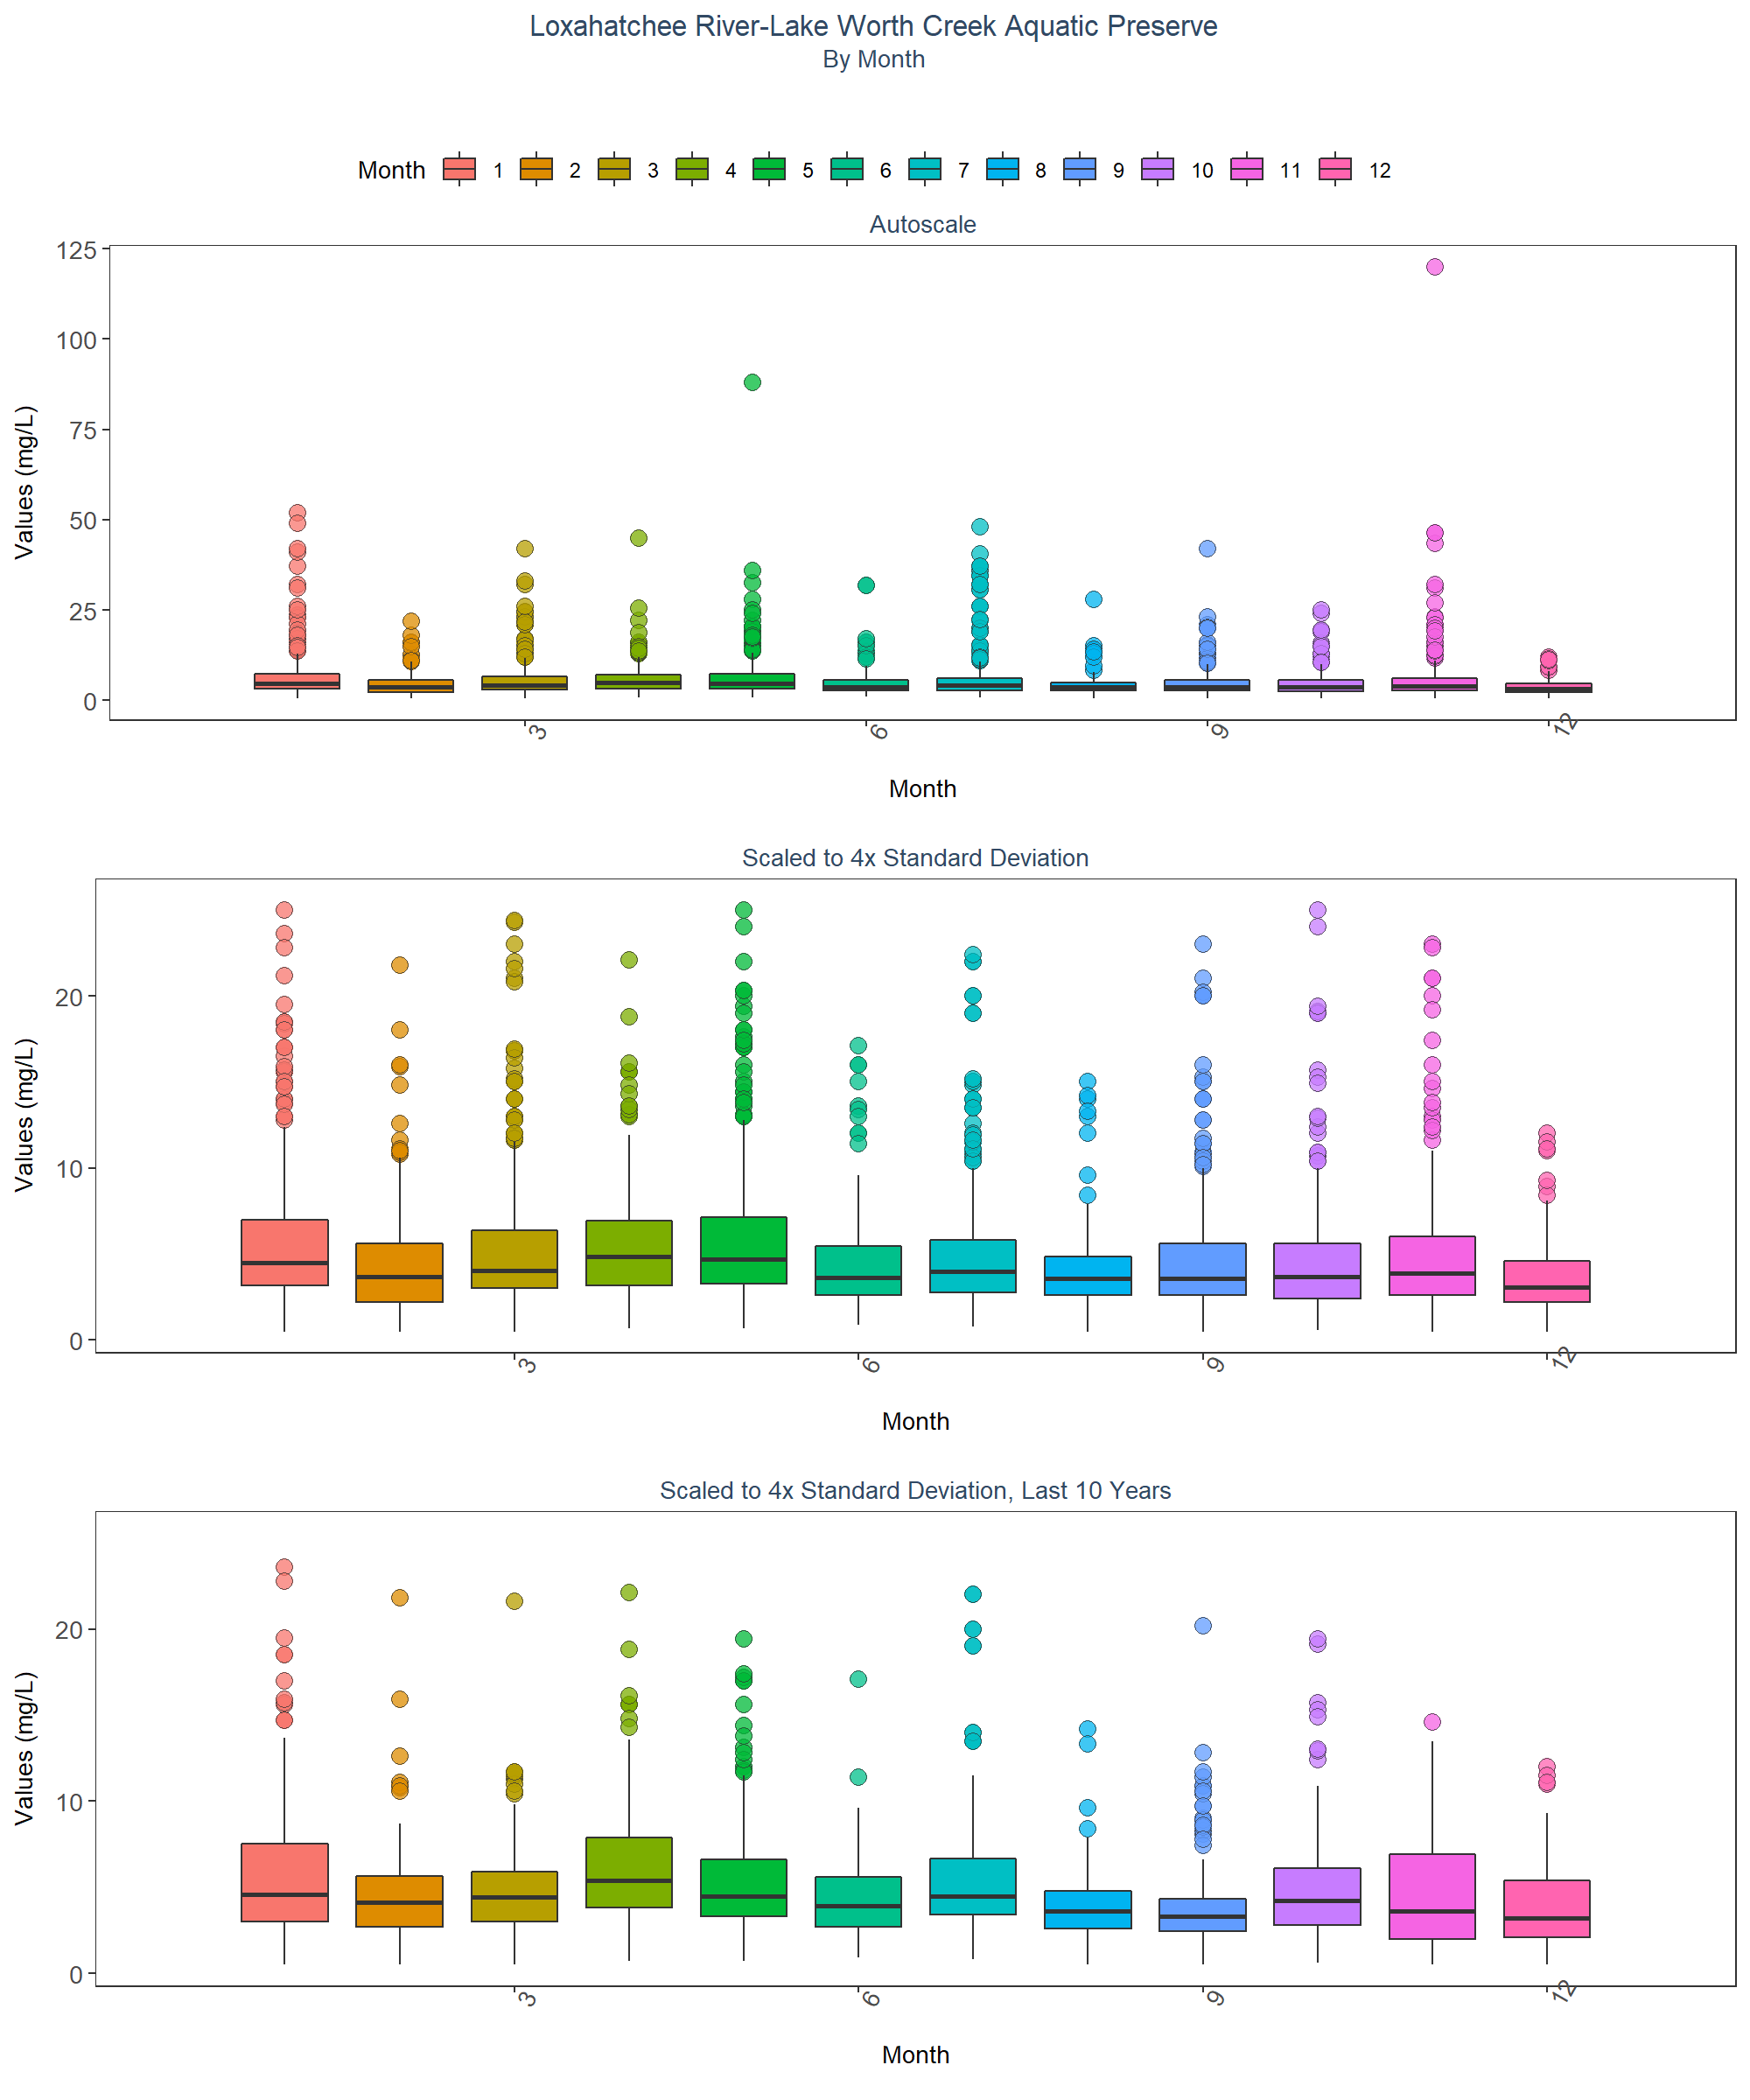 Loxahatchee River-Lake Worth Creek Aquatic Preserve
By Month
Month 1 2 3 4 5 6 7 8 9 10 11 12
Autoscale
Values (mg/L)
125
100
75
50
25
0
3 6 9 12
Month
Scaled to 4x Standard Deviation
Values (mg/L)
20
10
0
3 6 9 12
Month
Scaled to 4x Standard Deviation, Last 10 Years
Values (mg/L)
20
10
0
3 6 9 12
Month